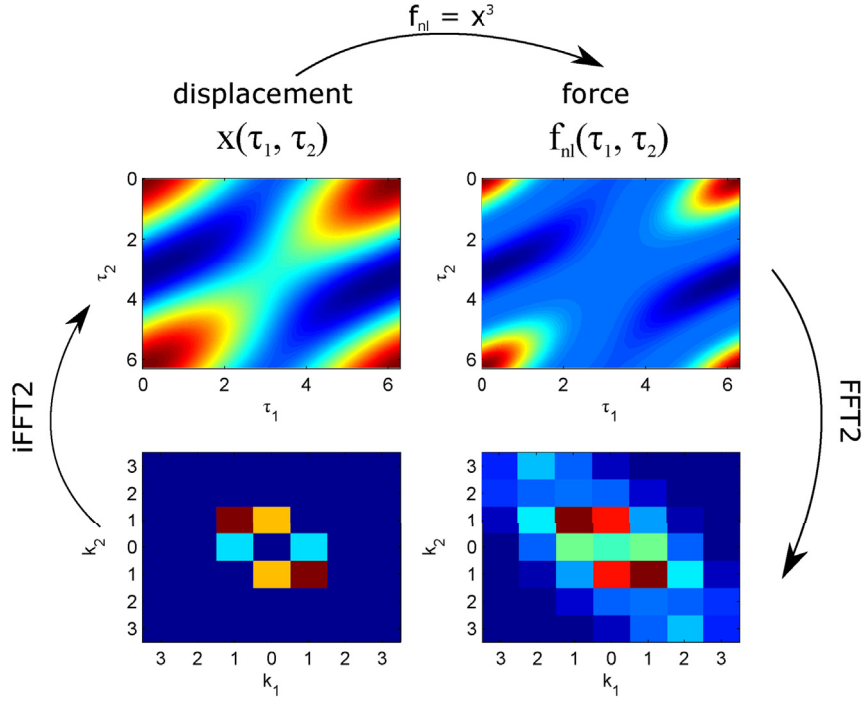 f_nl = x³
displacement
force
x(τ₁, τ₂)
f_nl(τ₁, τ₂)
0
2
4
6
τ₂
0 2 4 6
τ₁
0
2
4
6
τ₂
0 2 4 6
τ₁
iFFT2
FFT2
3
2
1
0
1
2
3
k₂
3 2 1 0 1 2 3
k₁
3
2
1
0
1
2
3
k₂
3 2 1 0 1 2 3
k₁